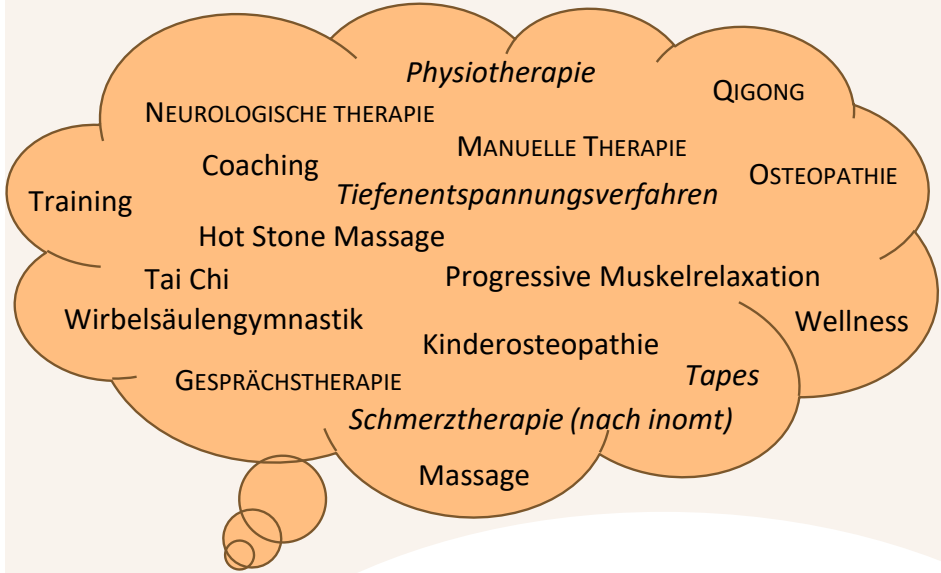 Physiotherapie
QIGONG
NEUROLOGISCHE THERAPIE
MANUELLE THERAPIE
Coaching
OSTEOPATHIE
Training
Tiefenentspannungsverfahren
Hot Stone Massage
Tai Chi
Progressive Muskelrelaxation
Wirbelsäulengymnastik
Wellness
Kinderosteopathie
GESPRÄCHSTHERAPIE
Tapes
Schmerztherapie (nach inomt)
Massage